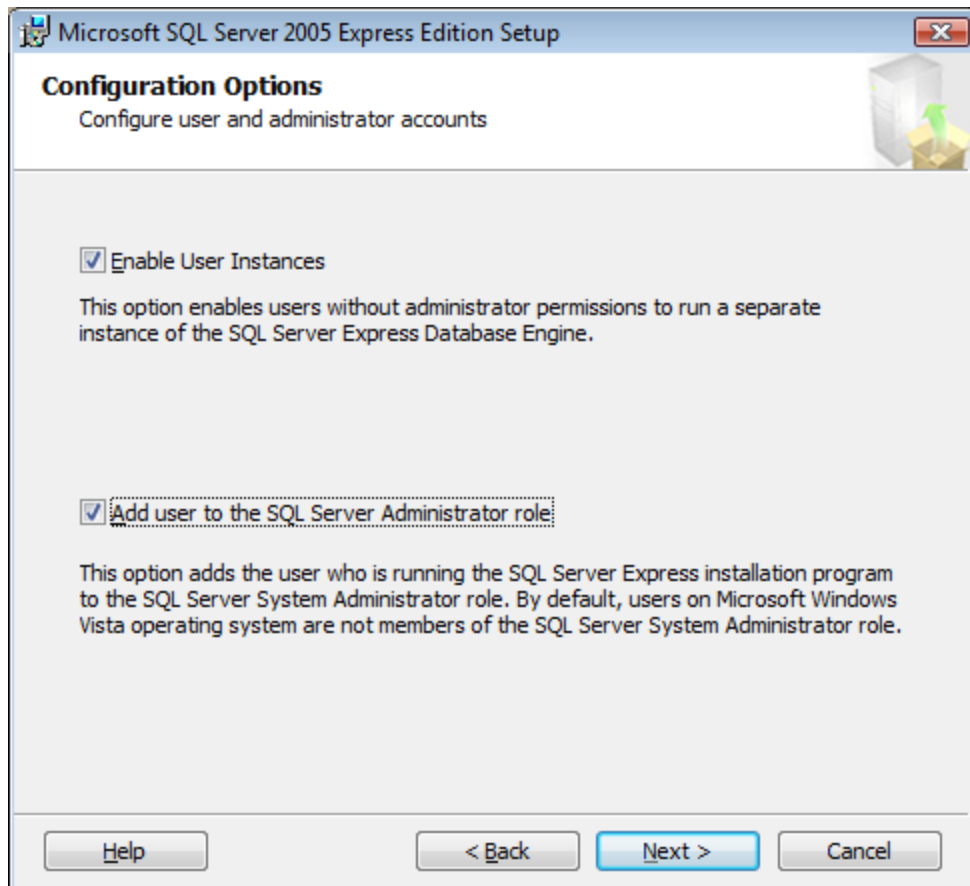 Microsoft SQL Server 2005 Express Edition Setup
Configuration Options
Configure user and administrator accounts
Enable User Instances
This option enables users without administrator permissions to run a separate
instance of the SQL Server Express Database Engine.
Add user to the SQL Server Administrator role
This option adds the user who is running the SQL Server Express installation program
to the SQL Server System Administrator role. By default, users on Microsoft Windows
Vista operating system are not members of the SQL Server System Administrator role.
Help < Back Next > Cancel